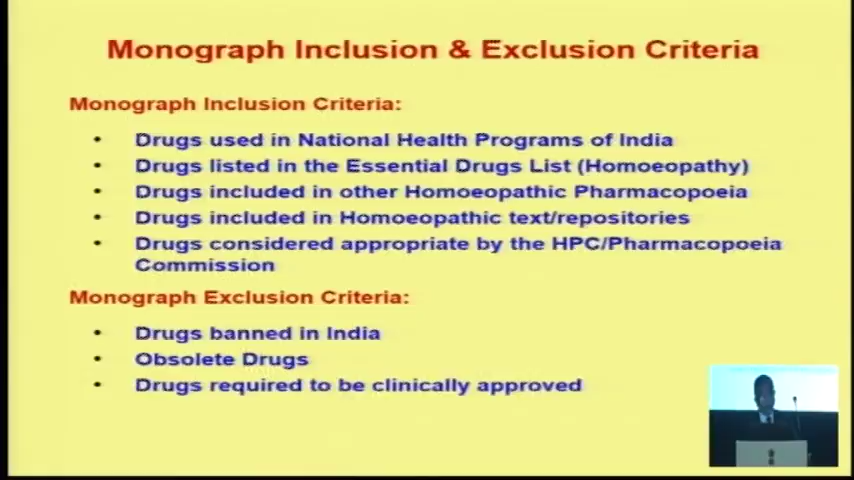 Monograph Inclusion & Exclusion Criteria
Monograph Inclusion Criteria:
• Drugs used in National Health Programs of India
• Drugs listed in the Essential Drugs List (Homoeopathy)
• Drugs included in other Homoeopathic Pharmacopoeia
• Drugs included in Homoeopathic text/repositories
• Drugs considered appropriate by the HPC/Pharmacopoeia
Commission
Monograph Exclusion Criteria:
• Drugs banned in India
• Obsolete Drugs
• Drugs required to be clinically approved